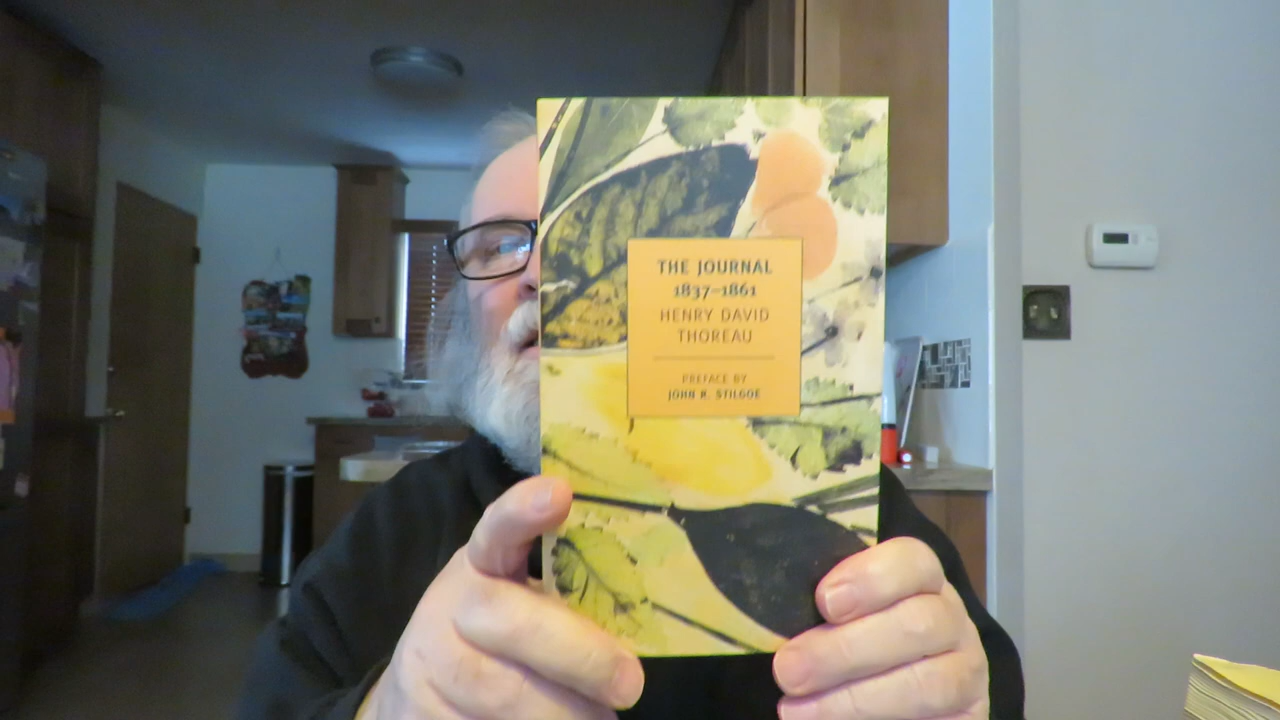 THE JOURNAL
1837–1861
HENRY DAVID
THOREAU
PREFACE BY
JOHN R. STILGOE